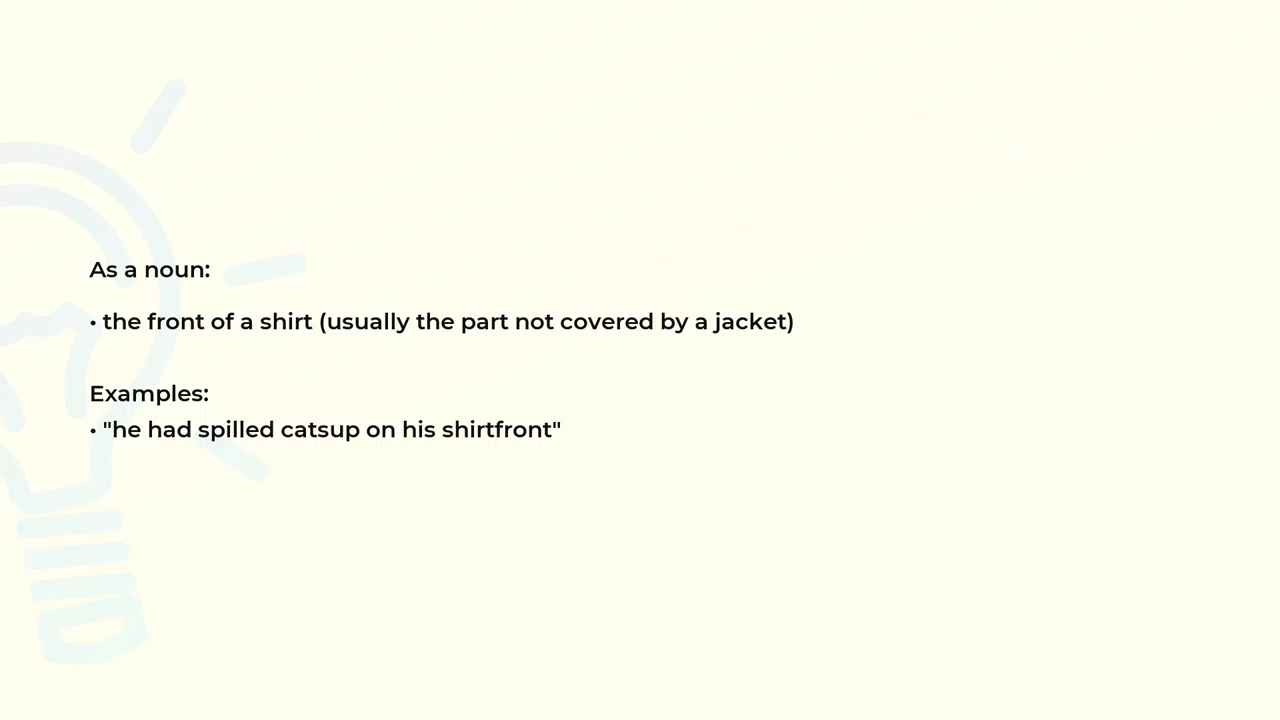 As a noun:
• the front of a shirt (usually the part not covered by a jacket)
Examples:
• "he had spilled catsup on his shirtfront"